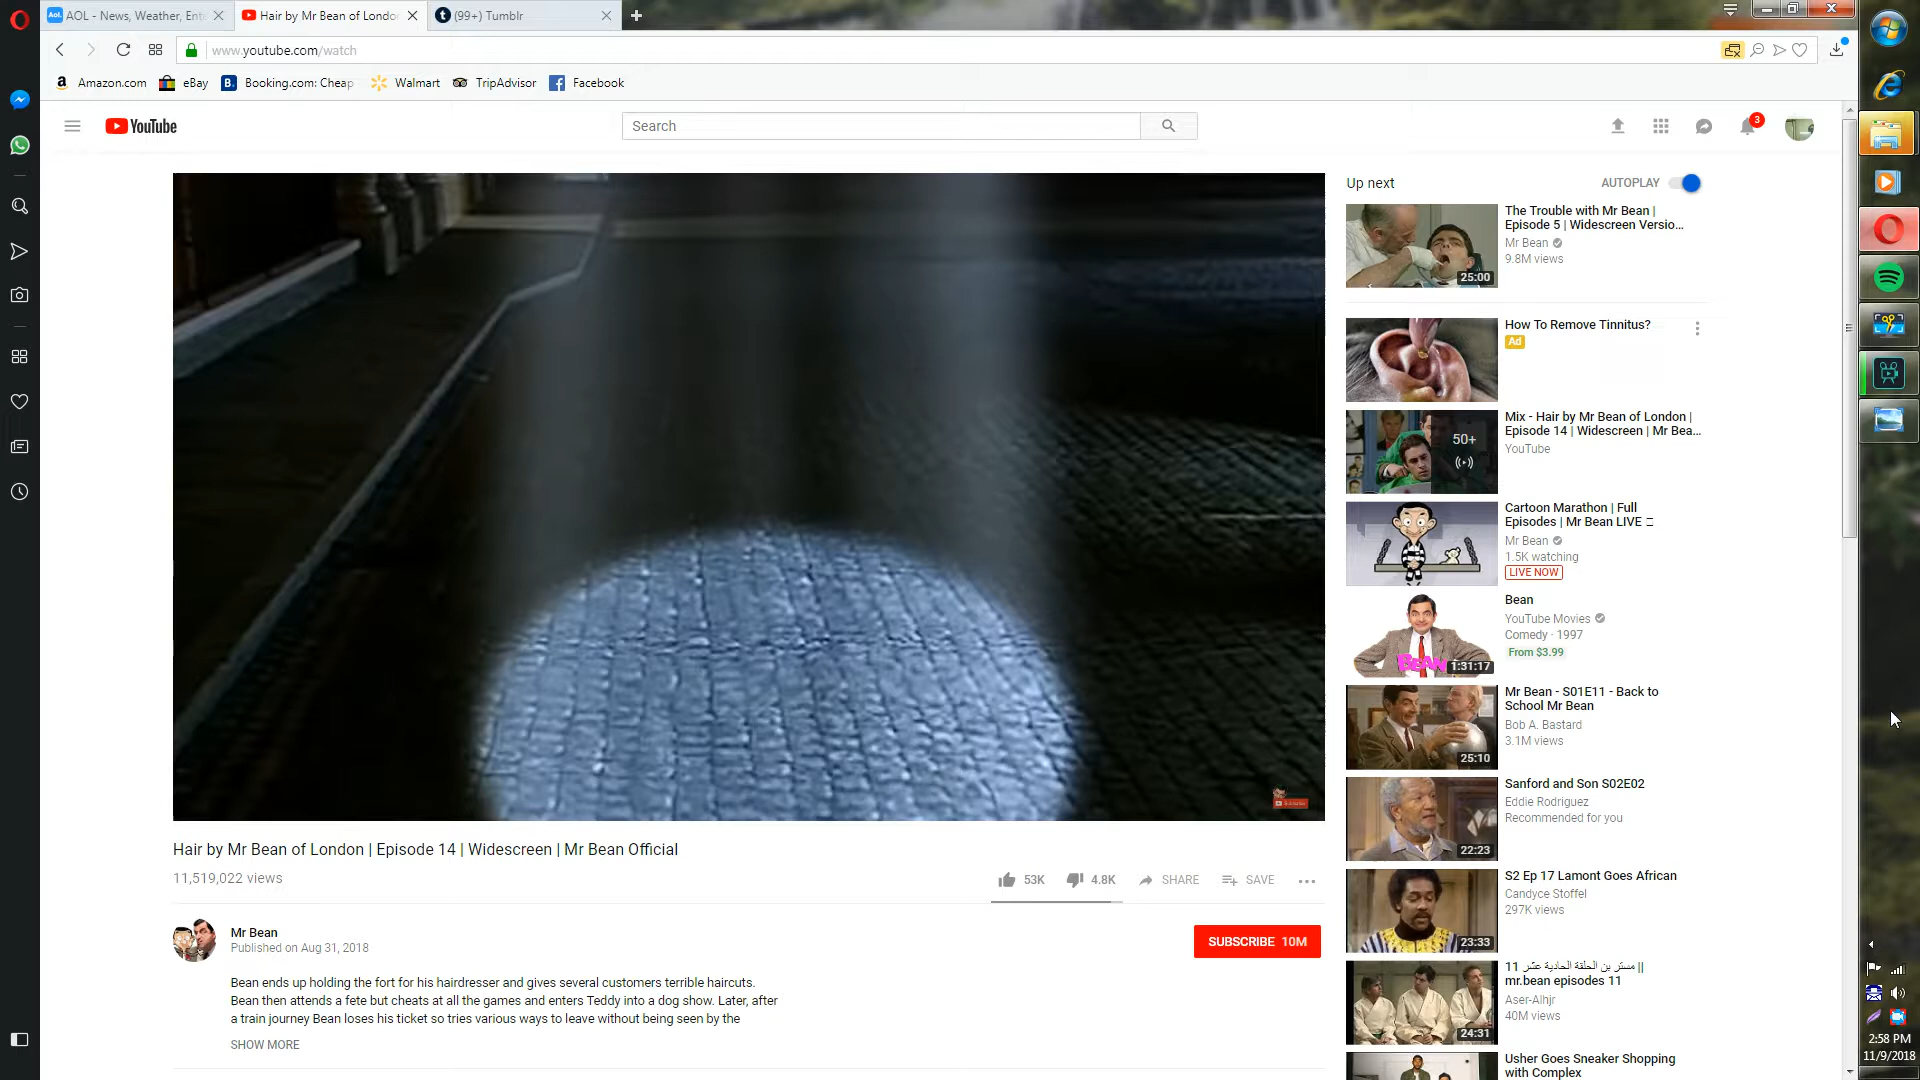 AOL - News, Weather, Ent
Hair by Mr Bean of Londo
(99+) Tumblr
www.youtube.com/watch
Amazon.com
eBay
Booking.com: Cheap
Walmart
TripAdvisor
Facebook
YouTube
Search
3
Up next
AUTOPLAY
The Trouble with Mr Bean |
Episode 5 | Widescreen Versio...
Mr Bean
9.8M views
25:00
How To Remove Tinnitus?
Ad
Mix - Hair by Mr Bean of London |
Episode 14 | Widescreen | Mr Bea...
YouTube
50+
Cartoon Marathon | Full
Episodes | Mr Bean LIVE
Mr Bean
1.5K watching
LIVE NOW
Bean
YouTube Movies
Comedy · 1997
From $3.99
BEAN
1:31:17
Mr Bean - S01E11 - Back to
School Mr Bean
Bob A. Bastard
3.1M views
25:10
Sanford and Son S02E02
Eddie Rodriguez
Recommended for you
22:23
S2 Ep 17 Lamont Goes African
Candyce Stoffel
297K views
23:33
مستر بن الحلقة الحادية عشر 11 ||
mr.bean episodes 11
Aser-Alhjr
40M views
24:31
Usher Goes Sneaker Shopping
with Complex
Hair by Mr Bean of London | Episode 14 | Widescreen | Mr Bean Official
11,519,022 views
53K
4.8K
SHARE
SAVE
Mr Bean
Published on Aug 31, 2018
SUBSCRIBE 10M
Bean ends up holding the fort for his hairdresser and gives several customers terrible haircuts.
Bean then attends a fete but cheats at all the games and enters Teddy into a dog show. Later, after
a train journey Bean loses his ticket so tries various ways to leave without being seen by the
SHOW MORE
2:58 PM
11/9/2018